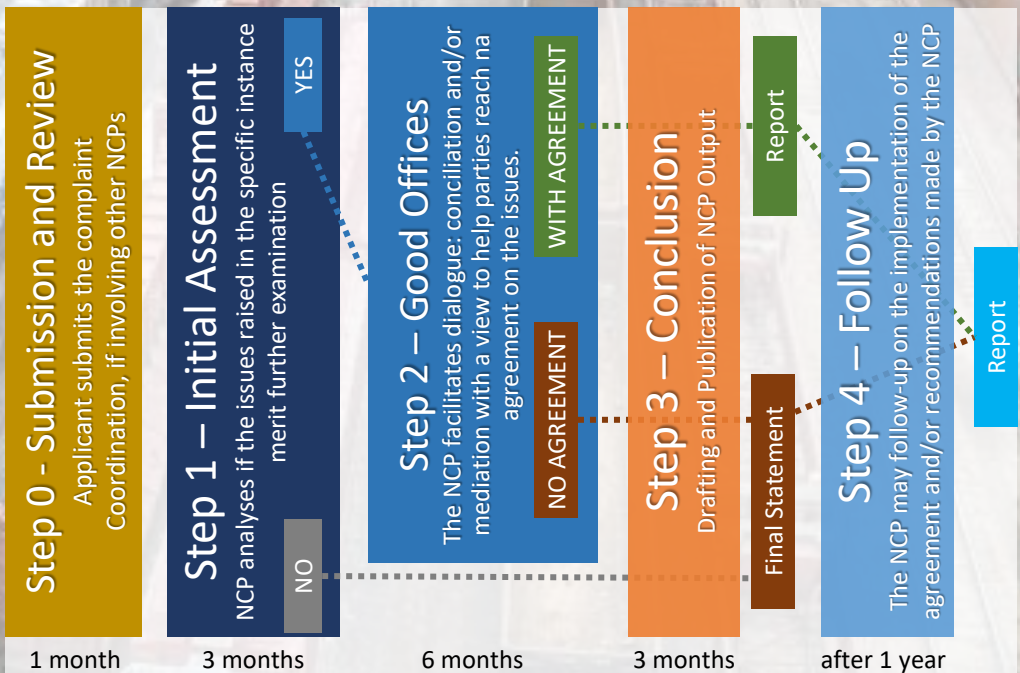 Step 0 - Submission and Review
Applicant submits the complaint
Coordination, if involving other NCPs
1 month
Step 1 – Initial Assessment
NCP analyses if the issues raised in the specific instance
merit further examination
NO
YES
3 months
Step 2 – Good Offices
The NCP facilitates dialogue: conciliation and/or
mediation with a view to help parties reach na
agreement on the issues.
NO AGREEMENT
WITH AGREEMENT
6 months
Step 3 – Conclusion
Drafting and Publication of NCP Output
3 months
Final Statement
Report
Step 4 – Follow Up
The NCP may follow-up on the implementation of the
agreement and/or recommendations made by the NCP
after 1 year
Report